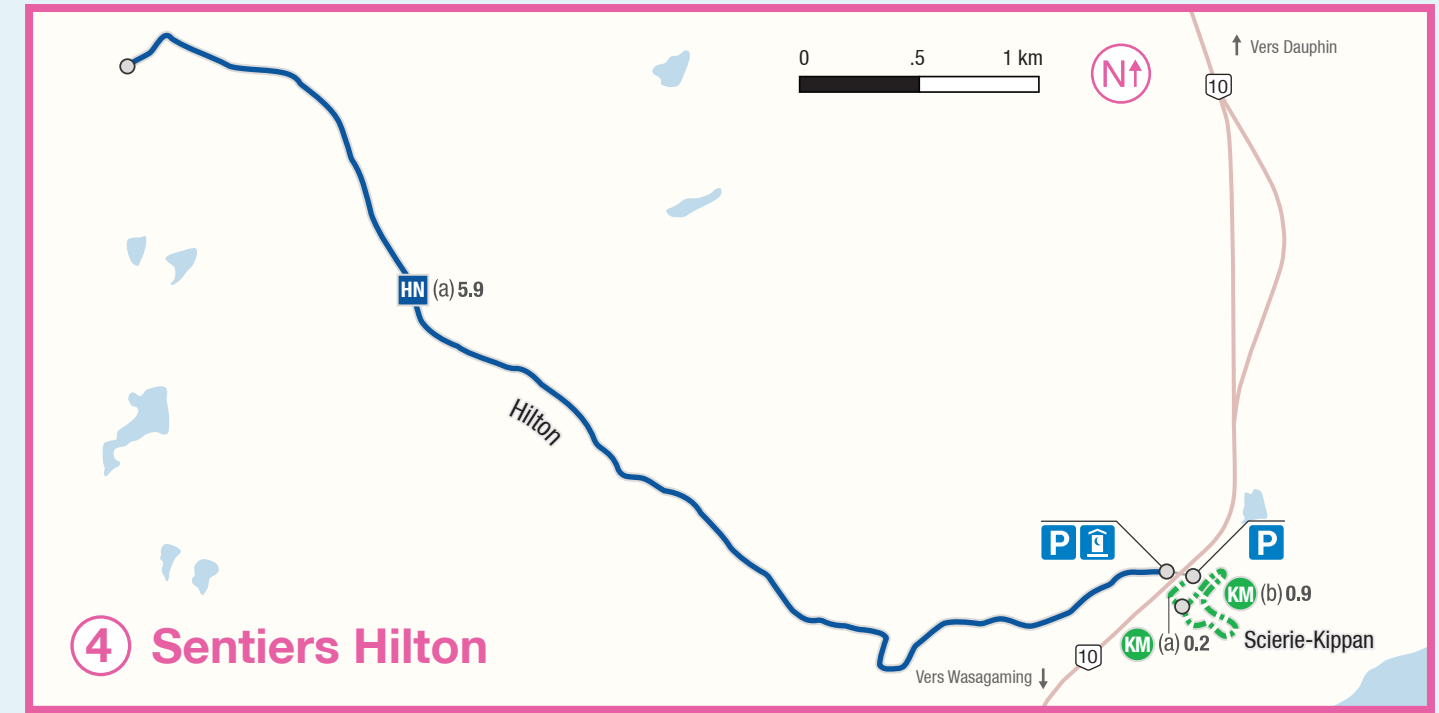 0 .5 1 km
N
Vers Dauphin
10
HN (a) 5.9
Hilton
P
P
KM (b) 0.9
KM (a) 0.2
Scierie-Kippan
4 Sentiers Hilton
10
Vers Wasagaming